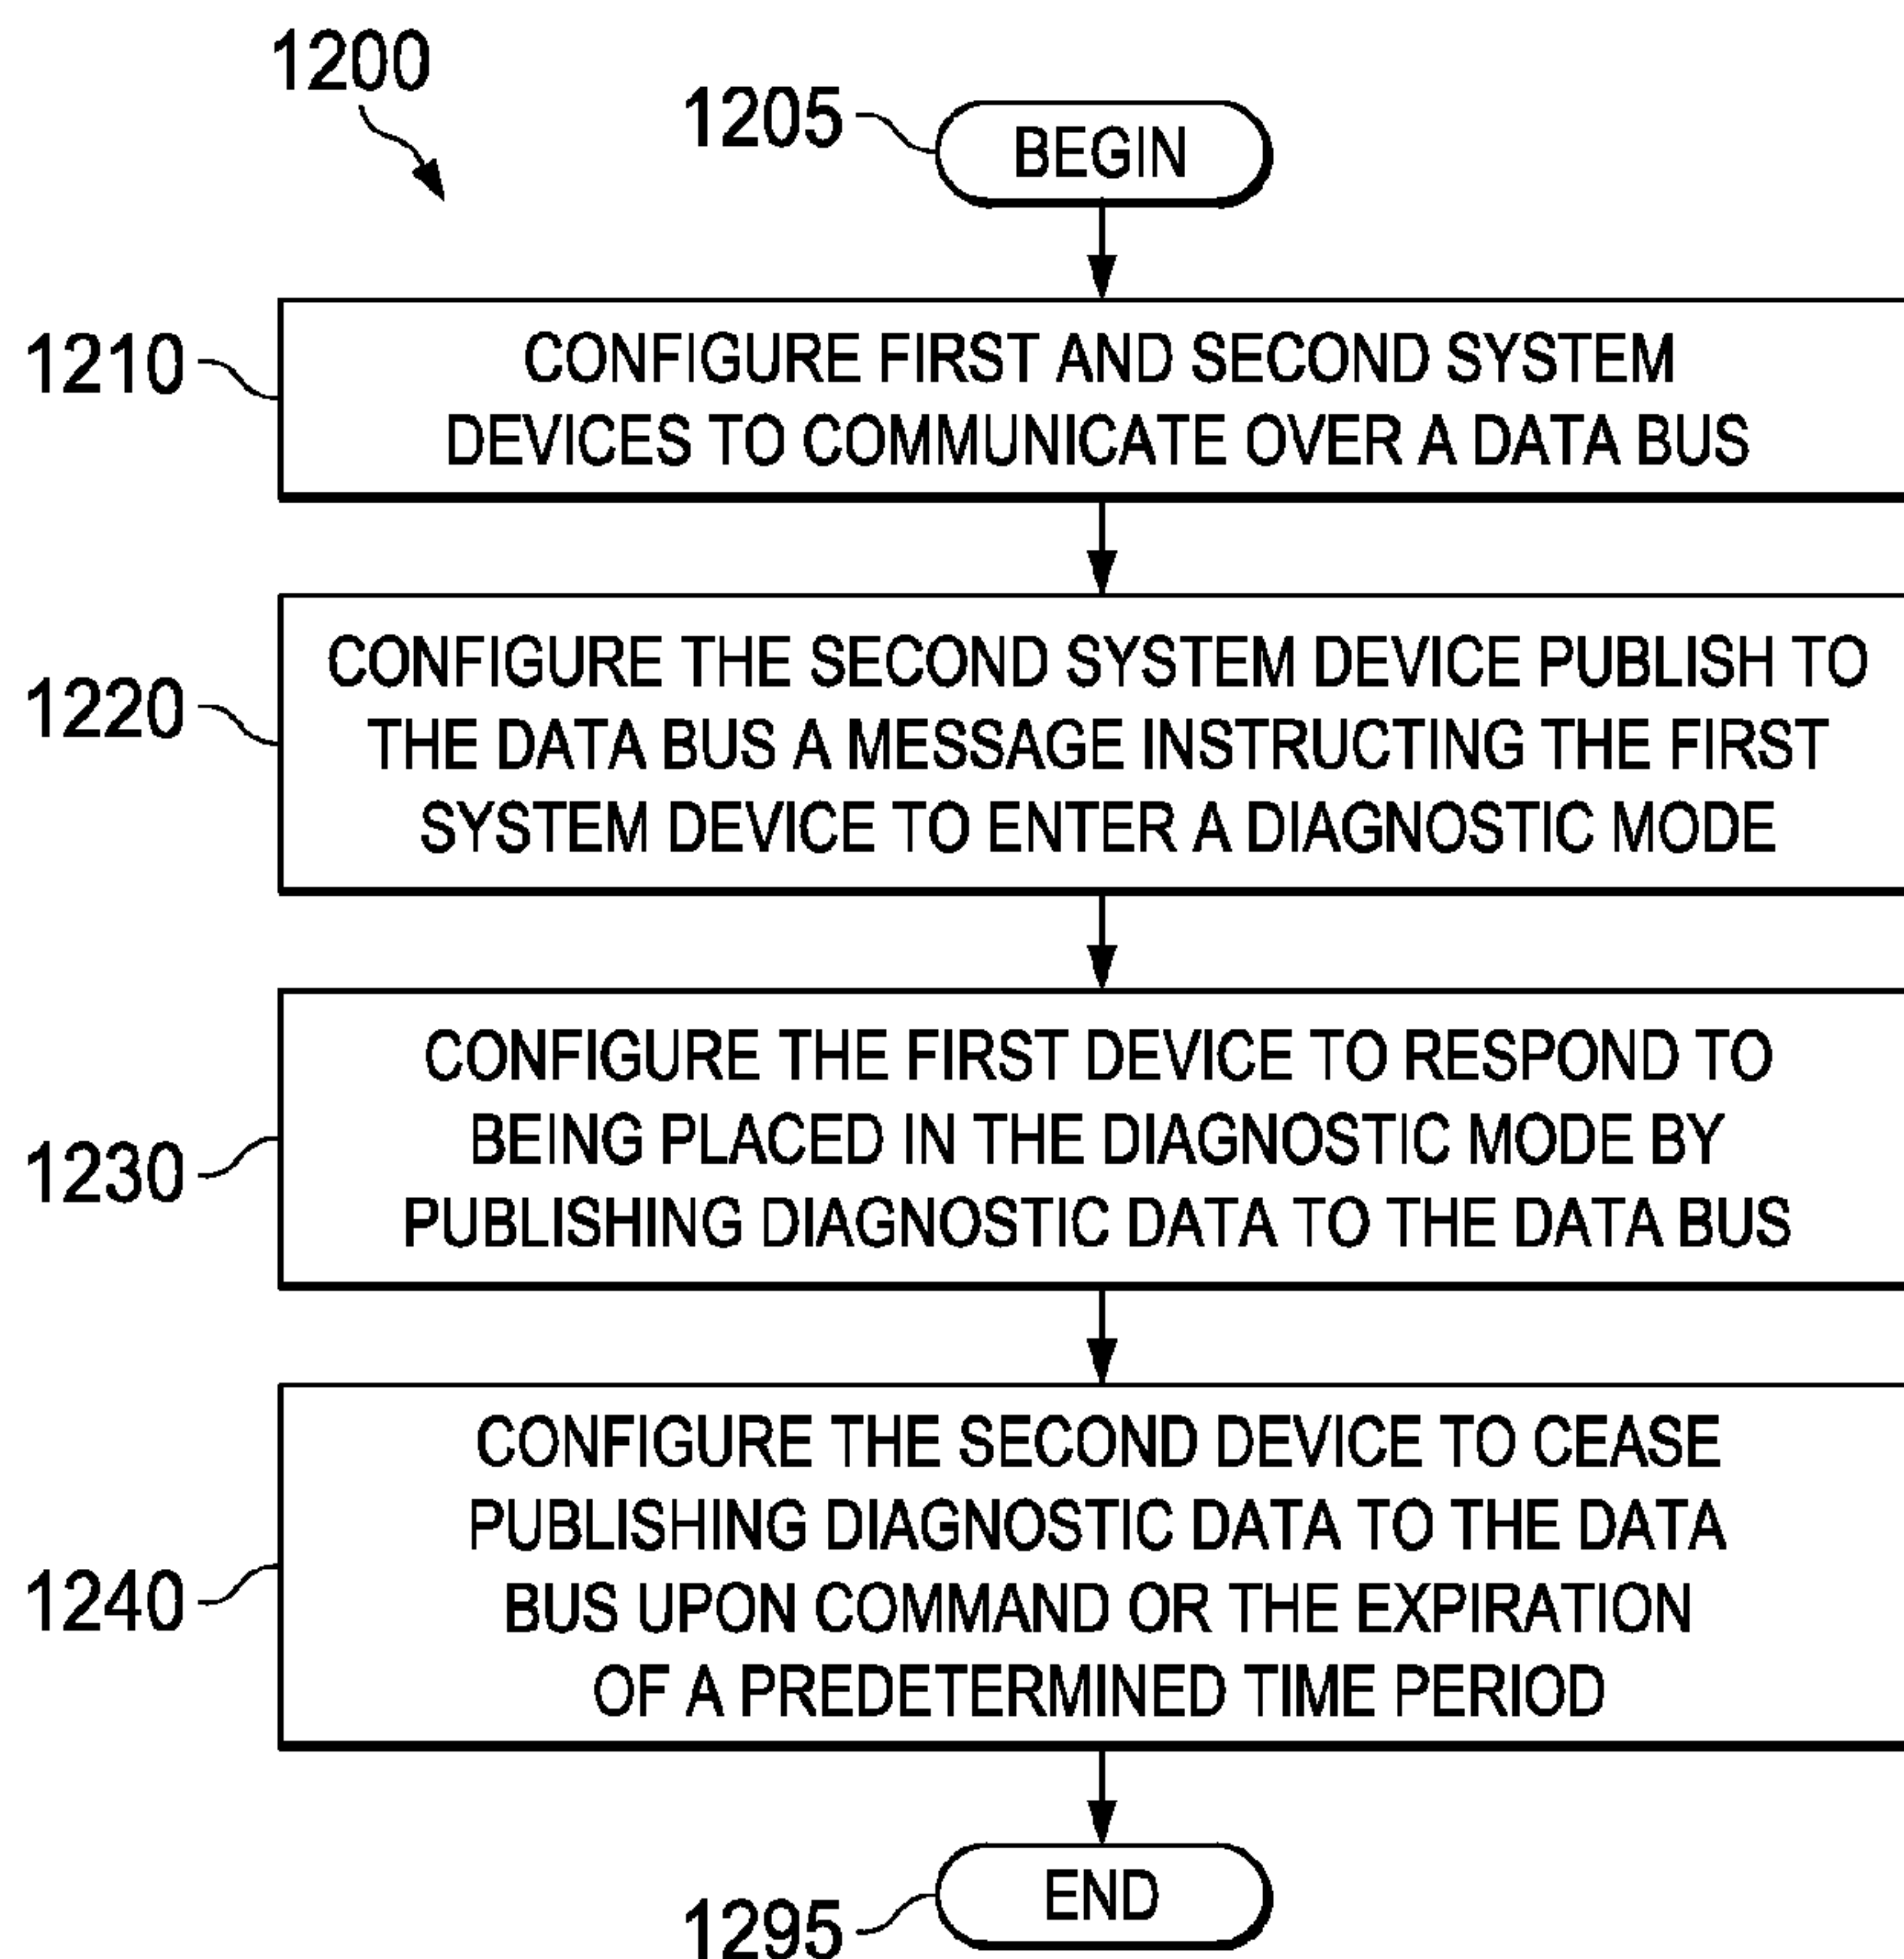 1200
1205
BEGIN
1210
CONFIGURE FIRST AND SECOND SYSTEM
DEVICES TO COMMUNICATE OVER A DATA BUS
1220
CONFIGURE THE SECOND SYSTEM DEVICE PUBLISH TO
THE DATA BUS A MESSAGE INSTRUCTING THE FIRST
SYSTEM DEVICE TO ENTER A DIAGNOSTIC MODE
1230
CONFIGURE THE FIRST DEVICE TO RESPOND TO
BEING PLACED IN THE DIAGNOSTIC MODE BY
PUBLISHING DIAGNOSTIC DATA TO THE DATA BUS
1240
CONFIGURE THE SECOND DEVICE TO CEASE
PUBLISHING DIAGNOSTIC DATA TO THE DATA
BUS UPON COMMAND OR THE EXPIRATION
OF A PREDETERMINED TIME PERIOD
END
1295